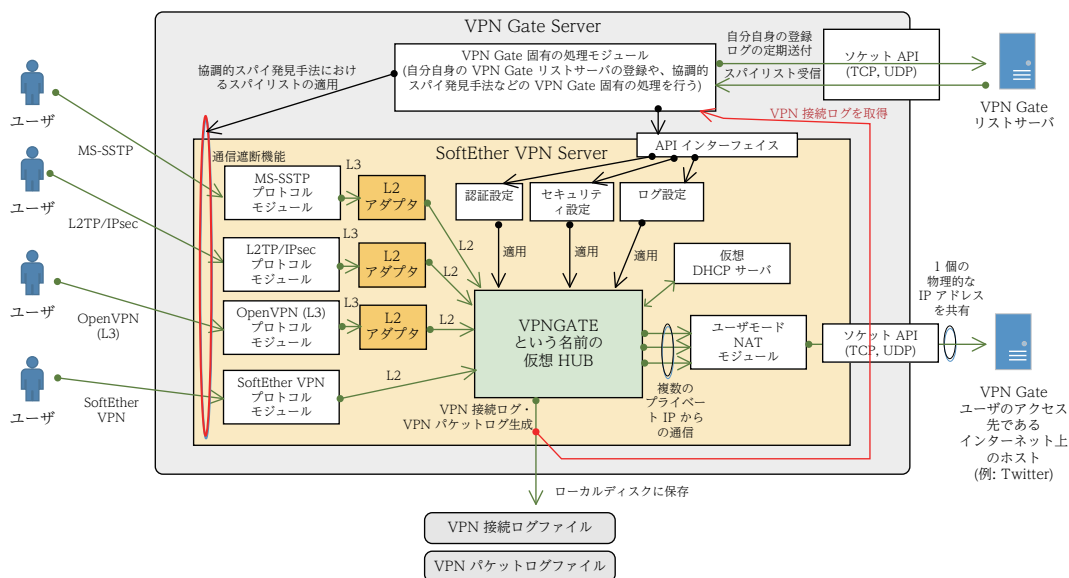 VPN Gate Server
VPN Gate 固有の処理モジュール
(自分自身の VPN Gate リストサーバの登録や、協調的
スパイ発見手法などの VPN Gate 固有の処理を行う)
自分自身の登録
ログの定期送付
スパイリスト受信
ソケット API
(TCP, UDP)
VPN Gate
リストサーバ
協調的スパイ発見手法におけ
るスパイリストの適用
VPN 接続ログを取得
ユーザ
MS-SSTP
ユーザ
L2TP/IPsec
ユーザ
OpenVPN
(L3)
ユーザ
SoftEther
VPN
SoftEther VPN Server
API インターフェイス
通信遮断機能
MS-SSTP
プロトコル
モジュール
L3
L2
アダプタ
L2
L2TP/IPsec
プロトコル
モジュール
L3
L2
アダプタ
L2
OpenVPN (L3)
プロトコル
モジュール
L3
L2
アダプタ
L2
SoftEther VPN
プロトコル
モジュール
L2
認証設定
セキュリ
ティ設定
ログ設定
適用
適用
適用
仮想
DHCP サーバ
VPNGATE
という名前の
仮想 HUB
ユーザモード
NAT
モジュール
ソケット API
(TCP, UDP)
1 個の
物理的な
IP アドレス
を共有
複数の
プライベー
ト IP から
の通信
VPN Gate
ユーザのアクセス
先である
インターネット上
のホスト
(例: Twitter)
VPN 接続ログ・
VPN パケットログ生成
ローカルディスクに保存
VPN 接続ログファイル
VPN パケットログファイル